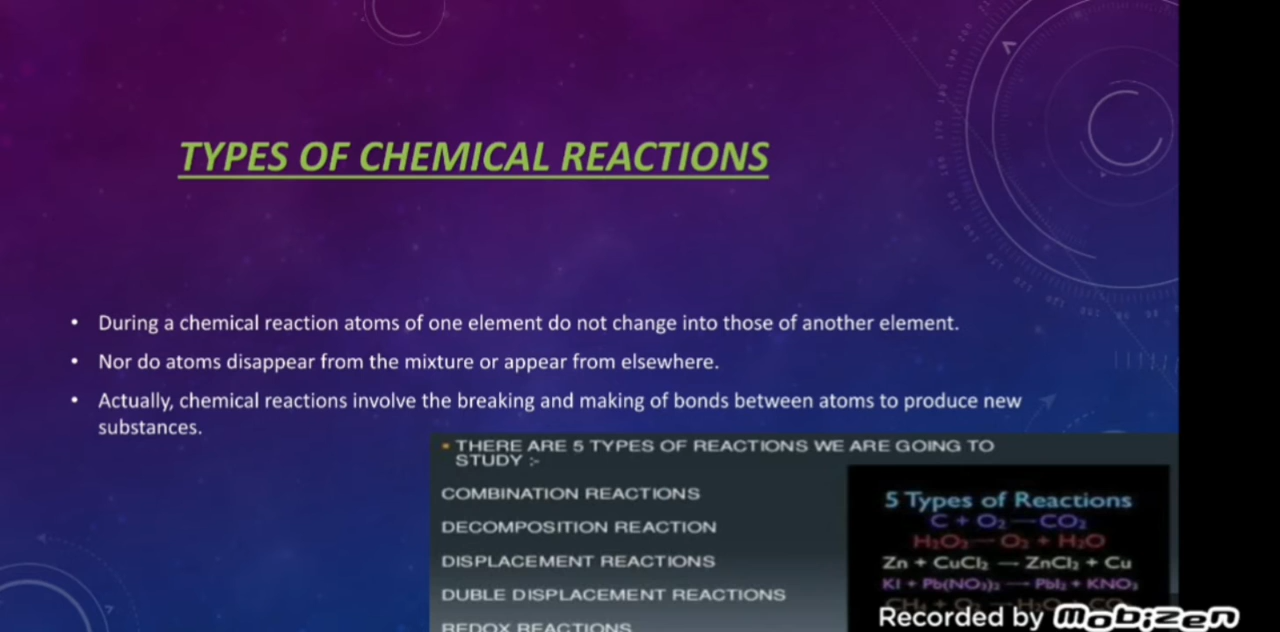 TYPES OF CHEMICAL REACTIONS
• During a chemical reaction atoms of one element do not change into those of another element.
• Nor do atoms disappear from the mixture or appear from elsewhere.
• Actually, chemical reactions involve the breaking and making of bonds between atoms to produce new
substances.
▪ THERE ARE 5 TYPES OF REACTIONS WE ARE GOING TO
STUDY :-
COMBINATION REACTIONS
DECOMPOSITION REACTION
DISPLACEMENT REACTIONS
DUBLE DISPLACEMENT REACTIONS
REDOX REACTIONS
5 Types of Reactions
C + O₂ — CO₂
H₂O₂ — O₂ + H₂O
Zn + CuCl₂ — ZnCl₂ + Cu
KI + Pb(NO₃)₂ — PbI₂ + KNO₃
Recorded by mobizen